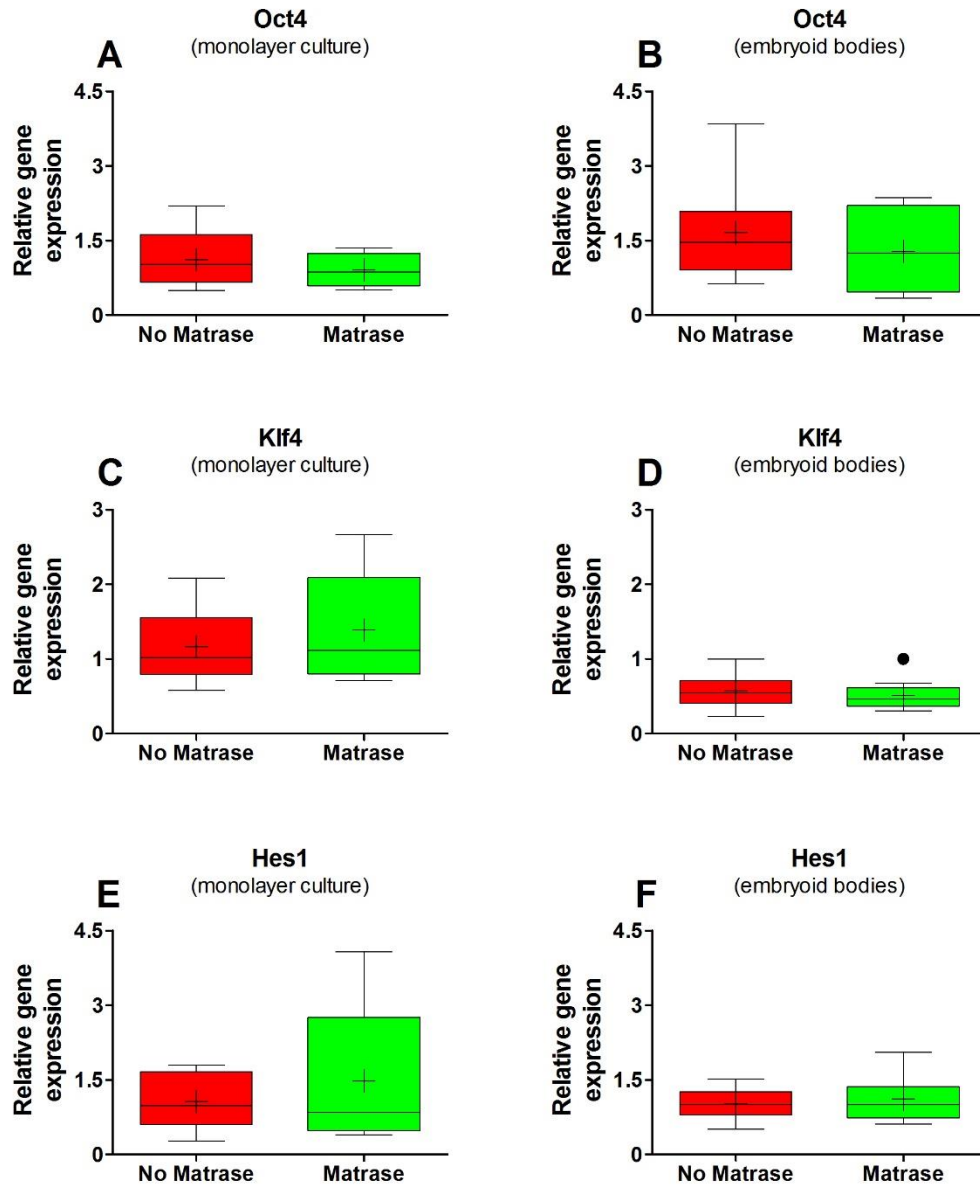 Oct4
(monolayer culture)
A
Relative gene
expression
4.5
3
1.5
0
No Matrase
Matrase
Oct4
(embryoid bodies)
B
Relative gene
expression
4.5
3
1.5
0
No Matrase
Matrase
Klf4
(monolayer culture)
C
Relative gene
expression
3
2
1
0
No Matrase
Matrase
Klf4
(embryoid bodies)
D
Relative gene
expression
3
2
1
0
No Matrase
Matrase
Hes1
(monolayer culture)
E
Relative gene
expression
4.5
3
1.5
0
No Matrase
Matrase
Hes1
(embryoid bodies)
F
Relative gene
expression
4.5
3
1.5
0
No Matrase
Matrase